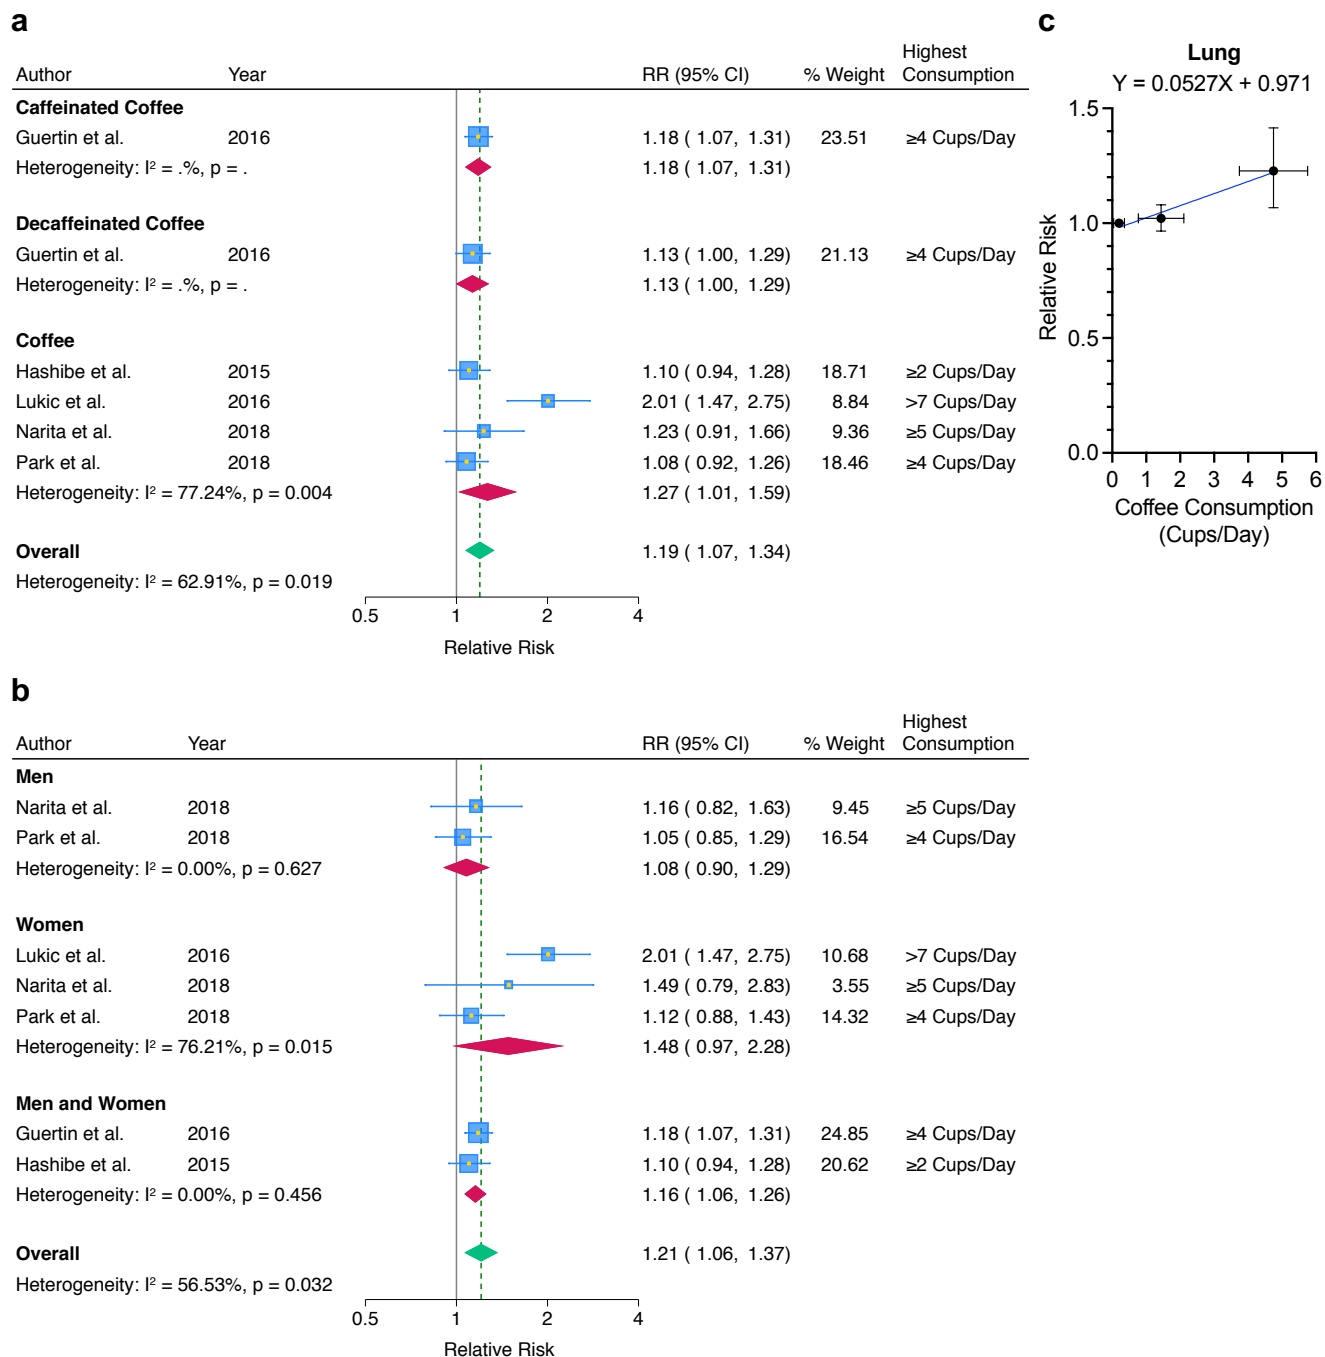 a
Author Year RR (95% CI) % Weight Highest Consumption
Caffeinated Coffee
Guertin et al. 2016 1.18 ( 1.07, 1.31) 23.51 ≥4 Cups/Day
Heterogeneity: I² = .%, p = . 1.18 ( 1.07, 1.31)
Decaffeinated Coffee
Guertin et al. 2016 1.13 ( 1.00, 1.29) 21.13 ≥4 Cups/Day
Heterogeneity: I² = .%, p = . 1.13 ( 1.00, 1.29)
Coffee
Hashibe et al. 2015 1.10 ( 0.94, 1.28) 18.71 ≥2 Cups/Day
Lukic et al. 2016 2.01 ( 1.47, 2.75) 8.84 >7 Cups/Day
Narita et al. 2018 1.23 ( 0.91, 1.66) 9.36 ≥5 Cups/Day
Park et al. 2018 1.08 ( 0.92, 1.26) 18.46 ≥4 Cups/Day
Heterogeneity: I² = 77.24%, p = 0.004 1.27 ( 1.01, 1.59)
Overall 1.19 ( 1.07, 1.34)
Heterogeneity: I² = 62.91%, p = 0.019
0.5 1 2 4
Relative Risk
b
Author Year RR (95% CI) % Weight Highest Consumption
Men
Narita et al. 2018 1.16 ( 0.82, 1.63) 9.45 ≥5 Cups/Day
Park et al. 2018 1.05 ( 0.85, 1.29) 16.54 ≥4 Cups/Day
Heterogeneity: I² = 0.00%, p = 0.627 1.08 ( 0.90, 1.29)
Women
Lukic et al. 2016 2.01 ( 1.47, 2.75) 10.68 >7 Cups/Day
Narita et al. 2018 1.49 ( 0.79, 2.83) 3.55 ≥5 Cups/Day
Park et al. 2018 1.12 ( 0.88, 1.43) 14.32 ≥4 Cups/Day
Heterogeneity: I² = 76.21%, p = 0.015 1.48 ( 0.97, 2.28)
Men and Women
Guertin et al. 2016 1.18 ( 1.07, 1.31) 24.85 ≥4 Cups/Day
Hashibe et al. 2015 1.10 ( 0.94, 1.28) 20.62 ≥2 Cups/Day
Heterogeneity: I² = 0.00%, p = 0.456 1.16 ( 1.06, 1.26)
Overall 1.21 ( 1.06, 1.37)
Heterogeneity: I² = 56.53%, p = 0.032
0.5 1 2 4
Relative Risk
c
Lung
Y = 0.0527X + 0.971
1.5
1.0
0.5
0.0
Relative Risk
0 1 2 3 4 5 6
Coffee Consumption
(Cups/Day)